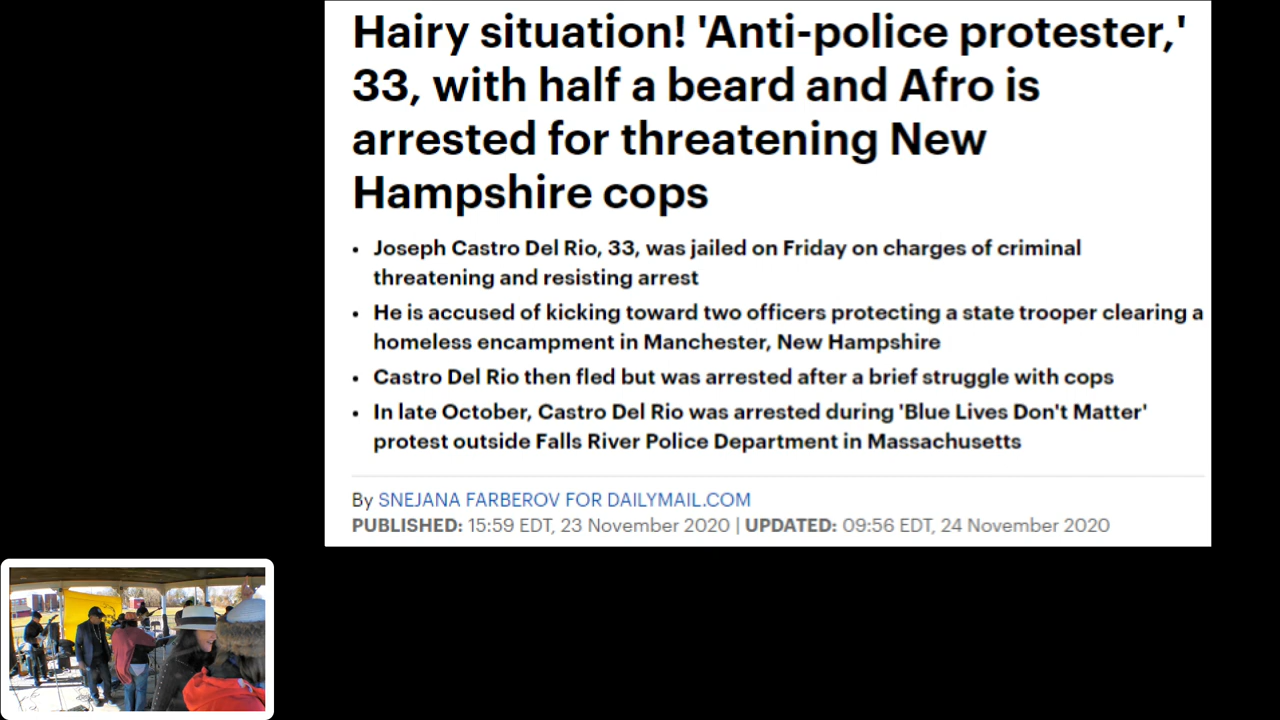 Hairy situation! 'Anti-police protester,'
33, with half a beard and Afro is
arrested for threatening New
Hampshire cops
• Joseph Castro Del Rio, 33, was jailed on Friday on charges of criminal
threatening and resisting arrest
• He is accused of kicking toward two officers protecting a state trooper clearing a
homeless encampment in Manchester, New Hampshire
• Castro Del Rio then fled but was arrested after a brief struggle with cops
• In late October, Castro Del Rio was arrested during 'Blue Lives Don't Matter'
protest outside Falls River Police Department in Massachusetts
By SNEJANA FARBEROV FOR DAILYMAIL.COM
PUBLISHED: 15:59 EDT, 23 November 2020 | UPDATED: 09:56 EDT, 24 November 2020